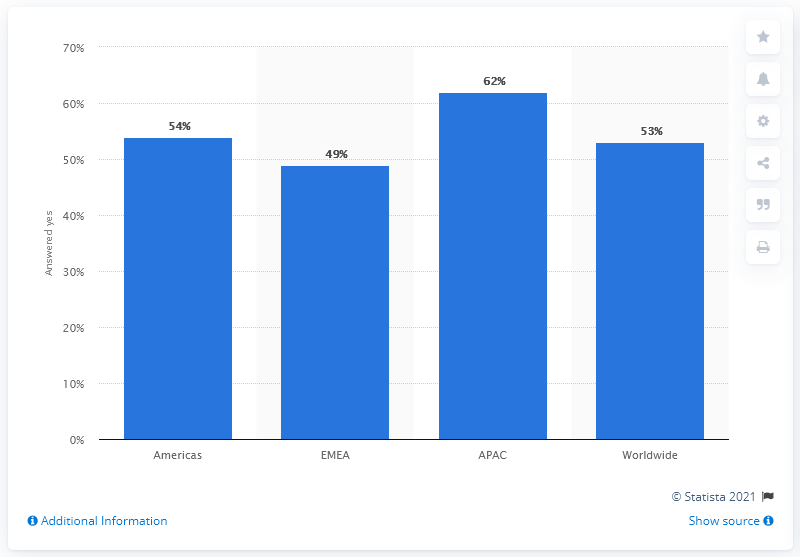 70%
60%
50%
40%
30%
20%
10%
0%
Answered yes
54%
49%
62%
53%
Americas
EMEA
APAC
Worldwide
© Statista 2021
Additional Information
Show source